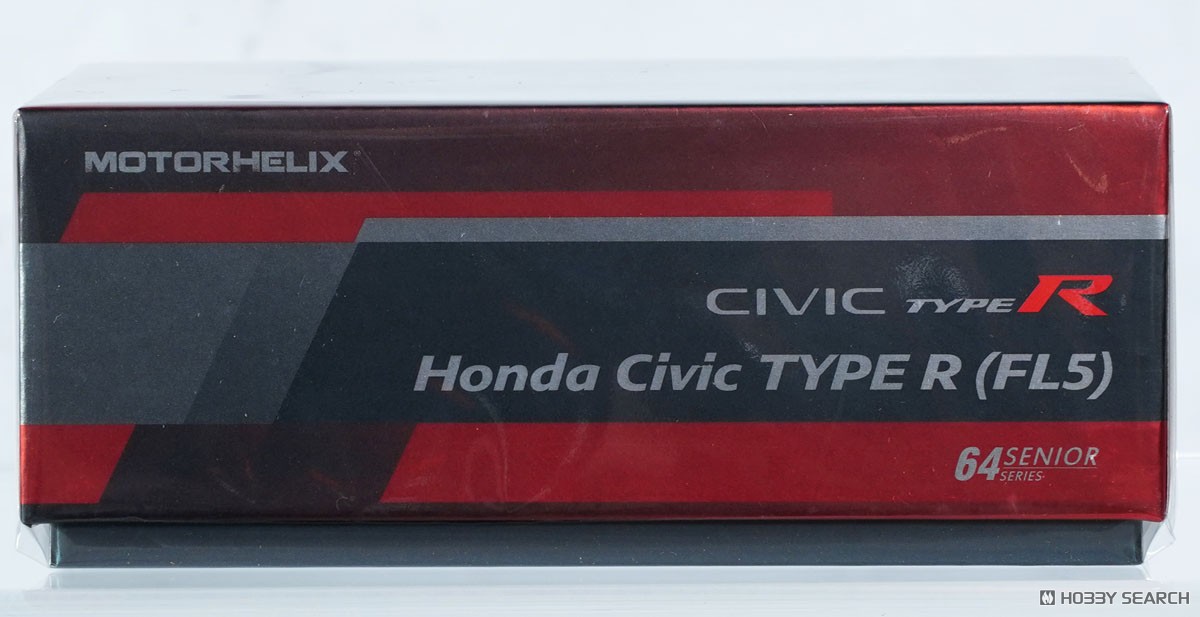 MOTORHELIX
CIVIC TYPE R
Honda Civic TYPE R (FL5)
64 SENIOR
SERIES
HOBBY SEARCH